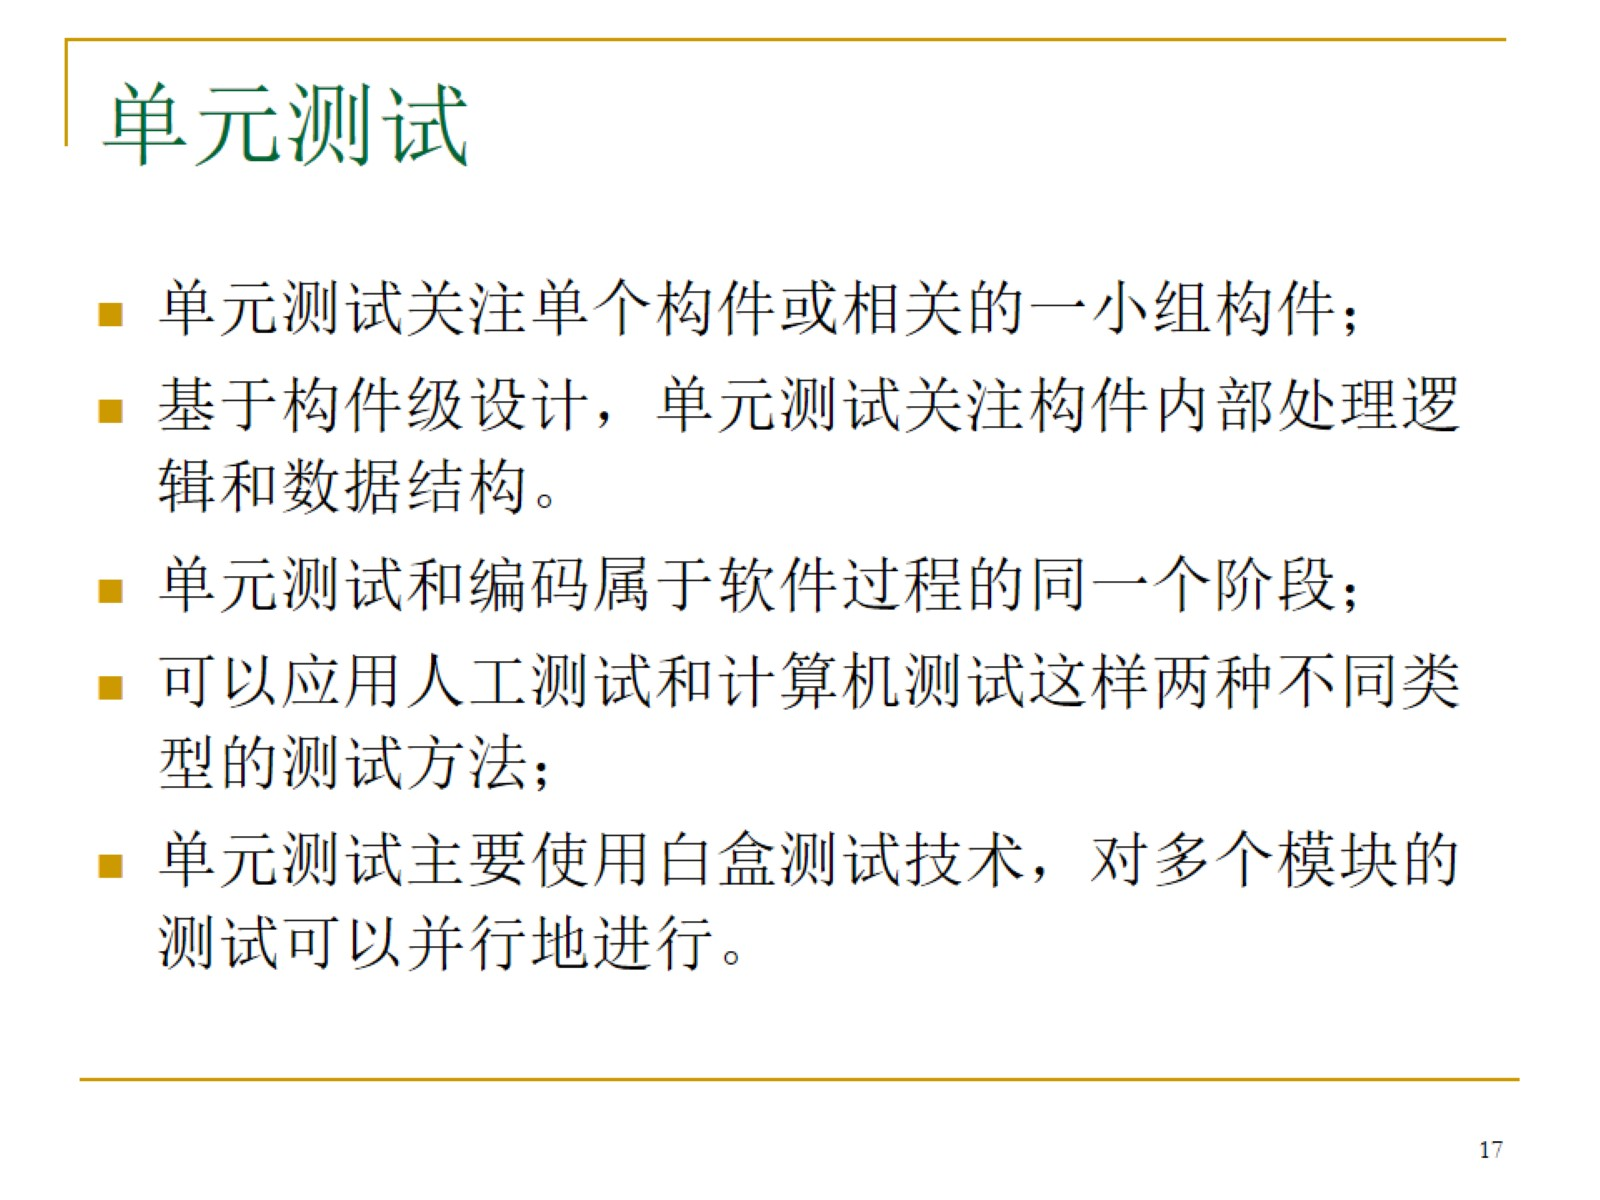 单元测试
单元测试关注单个构件或相关的一小组构件；
基于构件级设计，单元测试关注构件内部处理逻
辑和数据结构。
单元测试和编码属于软件过程的同一个阶段；
可以应用人工测试和计算机测试这样两种不同类
型的测试方法；
单元测试主要使用白盒测试技术，对多个模块的
测试可以并行地进行。
17